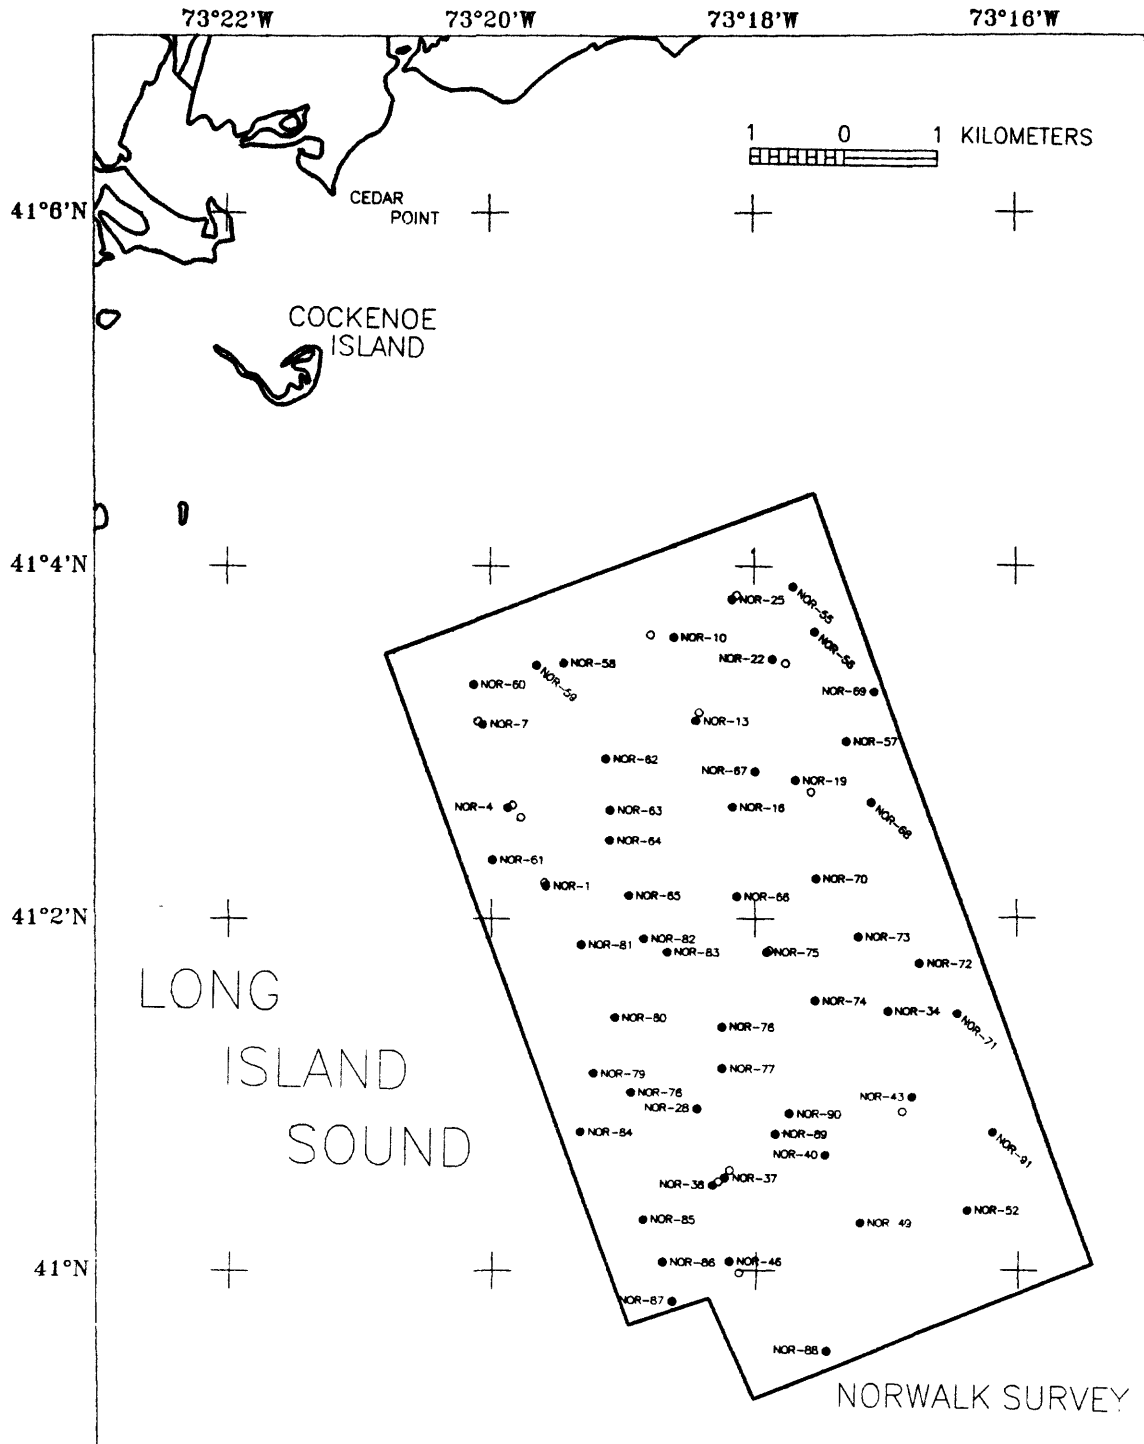 73°22'W 73°20'W 73°18'W 73°16'W
1 0 1 KILOMETERS
41°6'N
CEDAR
POINT
COCKENOE
ISLAND
41°4'N
NOR-25
NOR-55
NOR-10
NOR-56
NOR-22
NOR-58
NOR-59
NOR-60
NOR-69
NOR-7
NOR-13
NOR-57
NOR-62
NOR-67
NOR-19
NOR-4
NOR-63
NOR-16
NOR-68
NOR-64
NOR-61
NOR-1
NOR-70
NOR-65
NOR-66
41°2'N
NOR-81
NOR-82
NOR-83
NOR-75
NOR-73
NOR-72
LONG
NOR-74
NOR-34
NOR-71
NOR-80
NOR-76
ISLAND
NOR-79
NOR-77
NOR-78
NOR-28
NOR-43
NOR-90
SOUND
NOR-84
NOR-89
NOR-91
NOR-40
NOR-38
NOR-37
NOR-85
NOR-49
NOR-52
41°N
NOR-86
NOR-46
NOR-87
NOR-88
NORWALK SURVEY